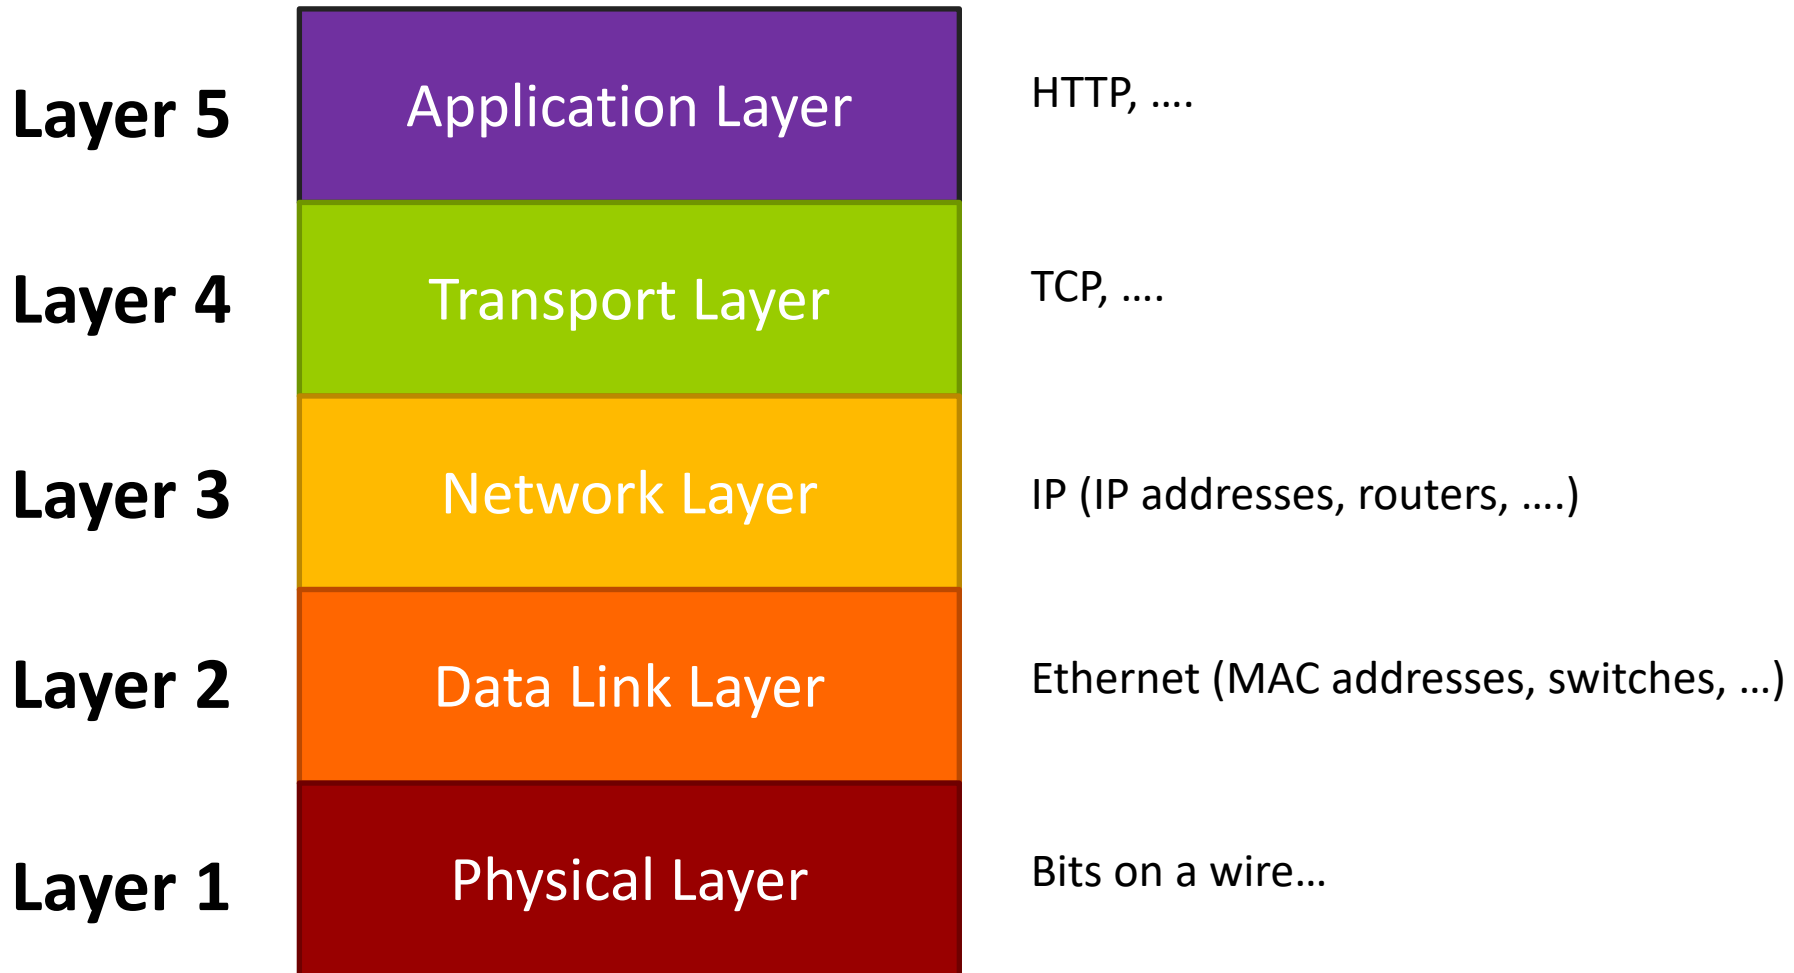 Layer 5 Application Layer HTTP, ....
Layer 4 Transport Layer TCP, ....
Layer 3 Network Layer IP (IP addresses, routers, ....)
Layer 2 Data Link Layer Ethernet (MAC addresses, switches, ...)
Layer 1 Physical Layer Bits on a wire...